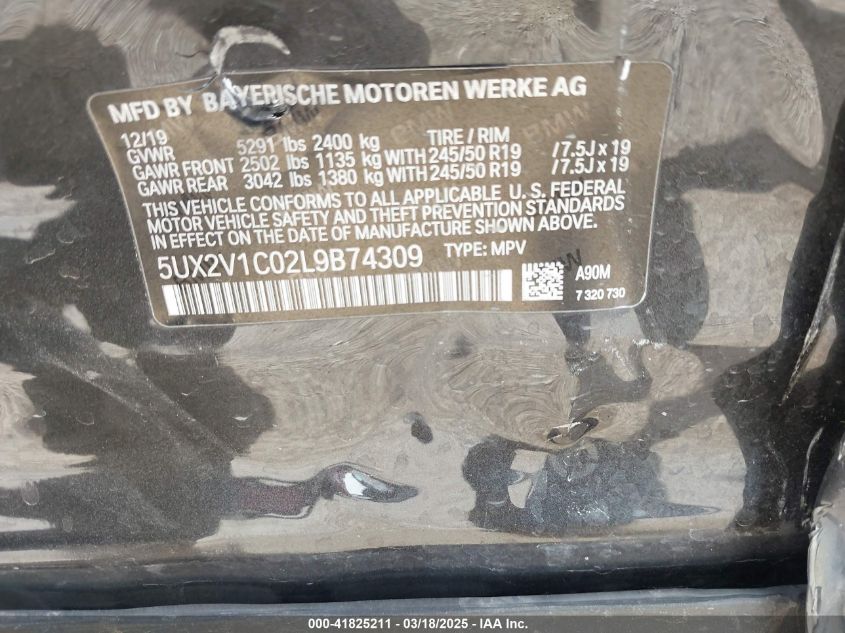 MFD BY BAYERISCHE MOTOREN WERKE AG
12/19 TIRE / RIM
GVWR 5291 lbs 2400 kg
GAWR FRONT 2502 lbs 1135 kg WITH 245/50 R19 /7.5J x 19
GAWR REAR 3042 lbs 1380 kg WITH 245/50 R19 /7.5J x 19
THIS VEHICLE CONFORMS TO ALL APPLICABLE U. S. FEDERAL
MOTOR VEHICLE SAFETY AND THEFT PREVENTION STANDARDS
IN EFFECT ON THE DATE OF MANUFACTURE SHOWN ABOVE.
5UX2V1C02L9B74309 TYPE: MPV
A90M
7 320 730
000-41825211 - 03/18/2025 - IAAI.com